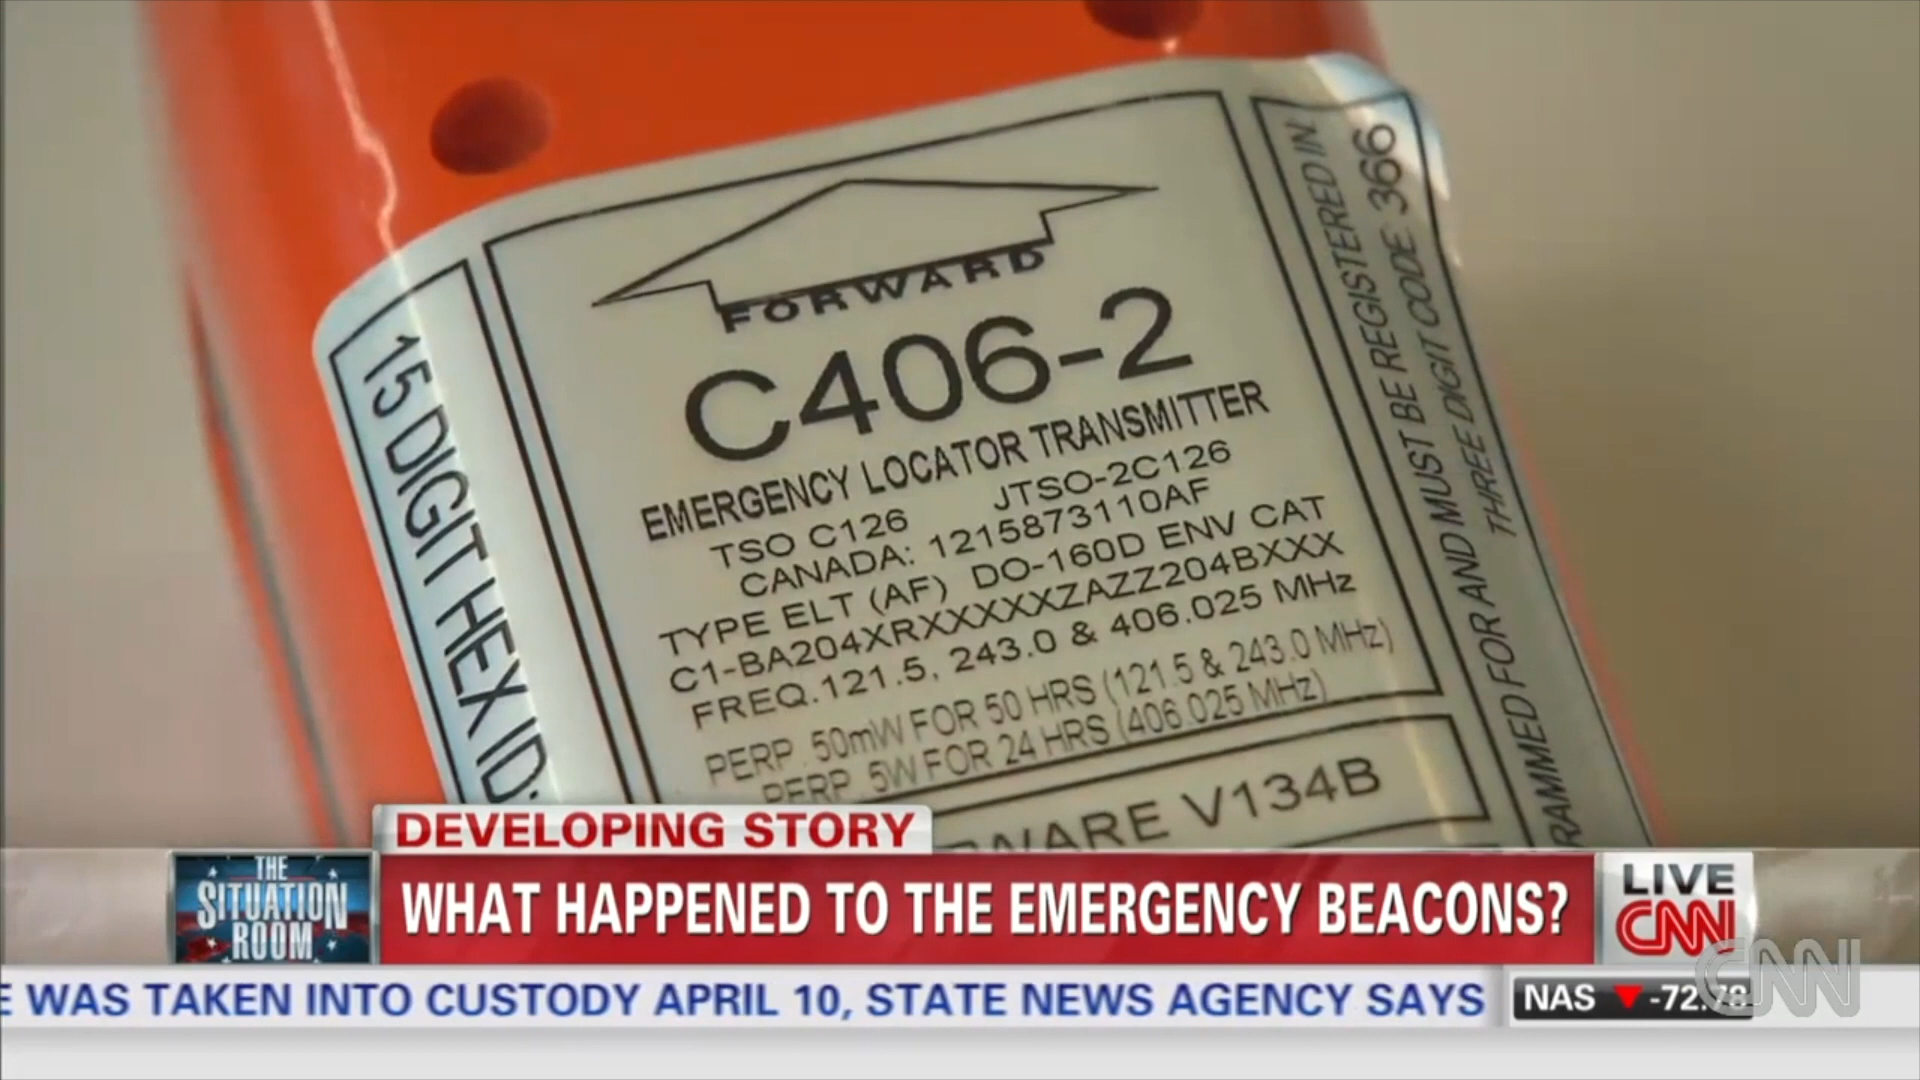 FORWARD
C406-2
EMERGENCY LOCATOR TRANSMITTER
TSO C126 JTSO-2C126
CANADA: 1215873110AF
TYPE ELT (AF) DO-160D ENV CAT
C1-BA204XRXXXXXXZAZZ204BXXX
FREQ.121.5, 243.0 & 406.025 MHz
PERP. 50mW FOR 50 HRS (121.5 & 243.0 MHz)
PERP. 5W FOR 24 HRS (406.025 MHz)
V134B
15 DIGIT HEX ID:
FOR AND MUST BE REGISTERED IN:
THREE DIGIT CODE: 366
DEVELOPING STORY
THE
SITUATION
ROOM
WHAT HAPPENED TO THE EMERGENCY BEACONS?
LIVE
CNN
WAS TAKEN INTO CUSTODY APRIL 10, STATE NEWS AGENCY SAYS
NAS ▼ -72.78
CNN